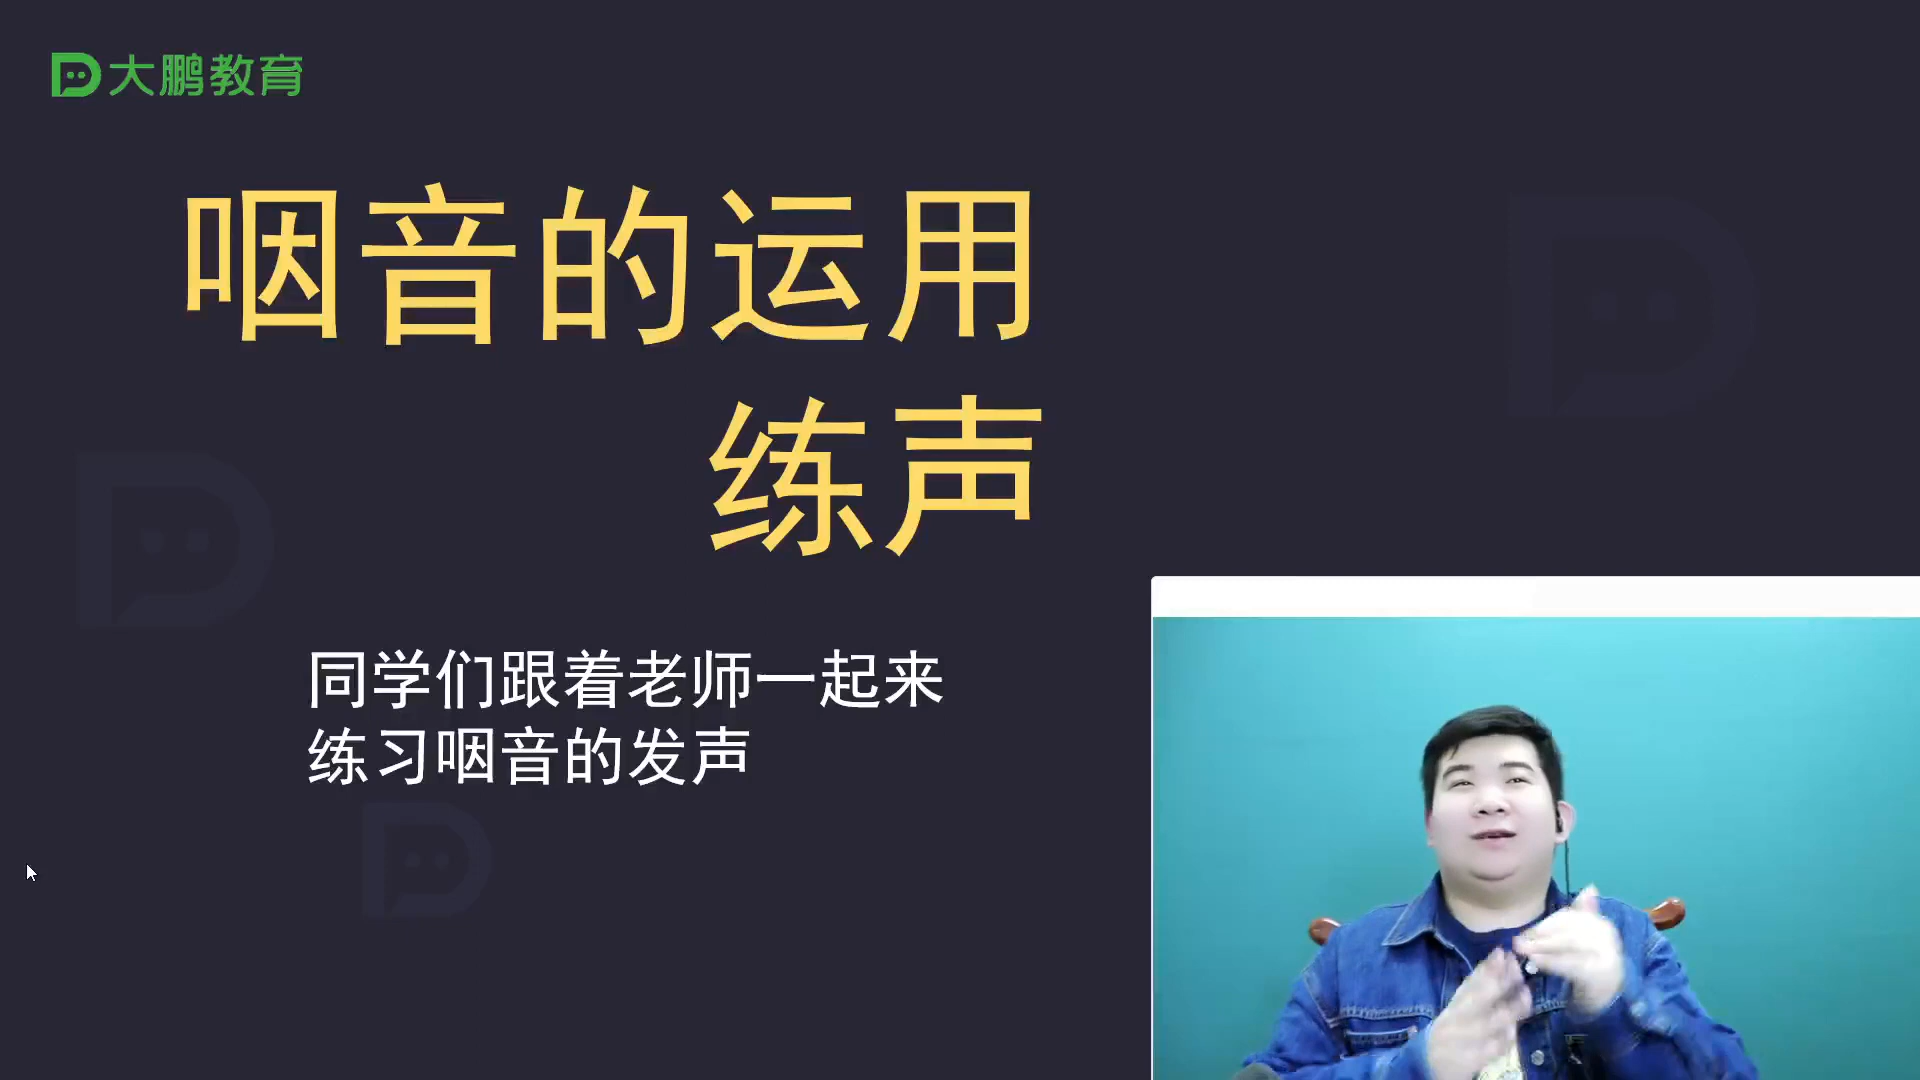 大鹏教育
咽音的运用
练声
同学们跟着老师一起来
练习咽音的发声